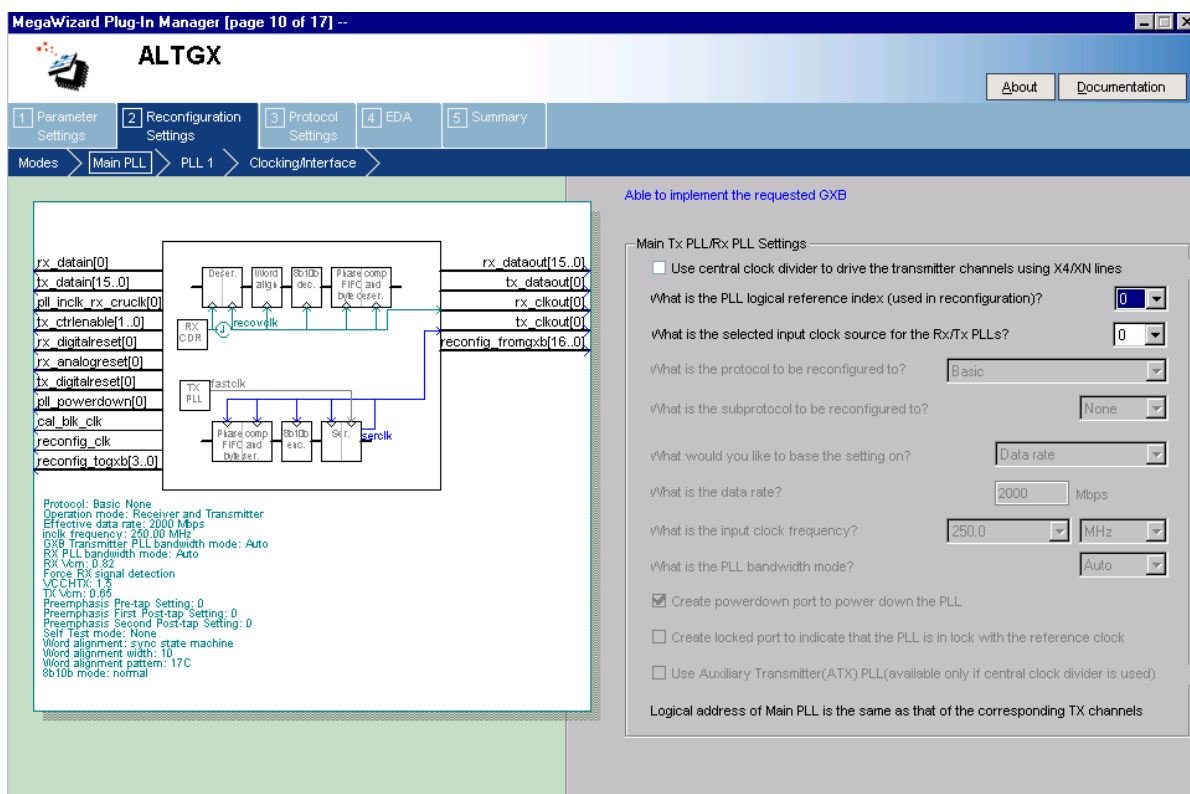 MegaWizard Plug-In Manager [page 10 of 17] --
ALTGX
About
Documentation
1 Parameter Settings
2 Reconfiguration Settings
3 Protocol Settings
4 EDA
5 Summary
Modes
Main PLL
PLL 1
Clocking/Interface
Able to implement the requested GXB
rx_datain[0]
tx_datain[15..0]
pll_inclk_rx_cruclk[0]
tx_ctrlenable[1..0]
rx_digitalreset[0]
rx_analogreset[0]
tx_digitalreset[0]
pll_powerdown[0]
cal_blk_clk
reconfig_clk
reconfig_togxb[3..0]
Deser.
Word align.
8b10b dec.
Phase comp FIFO and byte deser.
RX CDR
recovclk
TX PLL
fastclk
Phase comp FIFO and byte ser.
8b10b enc.
Ser.
serclk
rx_dataout[15..0]
tx_dataout[0]
rx_clkout[0]
tx_clkout[0]
reconfig_fromgxb[16..0]
Protocol: Basic None
Operation mode: Receiver and Transmitter
Effective data rate: 2000 Mbps
inclk frequency: 250.00 MHz
GXB Transmitter PLL bandwidth mode: Auto
RX PLL bandwidth mode: Auto
RX Vcm: 0.82
Force RX signal detection
VCCHTX: 1.5
TX Vcm: 0.65
Preemphasis Pre-tap Setting: 0
Preemphasis First Post-tap Setting: 0
Preemphasis Second Post-tap Setting: 0
Self Test mode: None
Word alignment: sync state machine
Word alignment width: 10
Word alignment pattern: 17C
8b10b mode: normal
Main Tx PLL/Rx PLL Settings
Use central clock divider to drive the transmitter channels using X4/XN lines
What is the PLL logical reference index (used in reconfiguration)? 0
What is the selected input clock source for the Rx/Tx PLLs? 0
What is the protocol to be reconfigured to? Basic
What is the subprotocol to be reconfigured to? None
What would you like to base the setting on? Data rate
What is the data rate? 2000 Mbps
What is the input clock frequency? 250.0 MHz
What is the PLL bandwidth mode? Auto
Create powerdown port to power down the PLL
Create locked port to indicate that the PLL is in lock with the reference clock
Use Auxiliary Transmitter(ATX) PLL(available only if central clock divider is used)
Logical address of Main PLL is the same as that of the corresponding TX channels